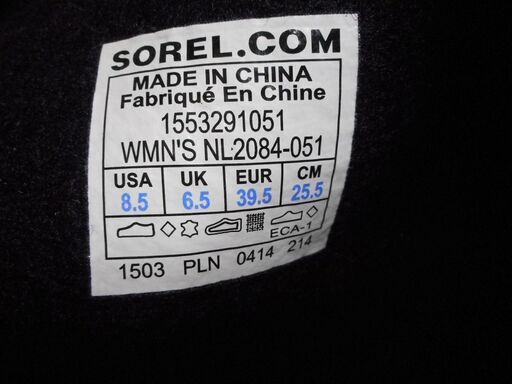 SOREL.COM
MADE IN CHINA
Fabriqué En Chine
1553291051
WMN'S NL2084-051
USA UK EUR CM
8.5 6.5 39.5 25.5
ECA-1
1503 PLN 0414 214